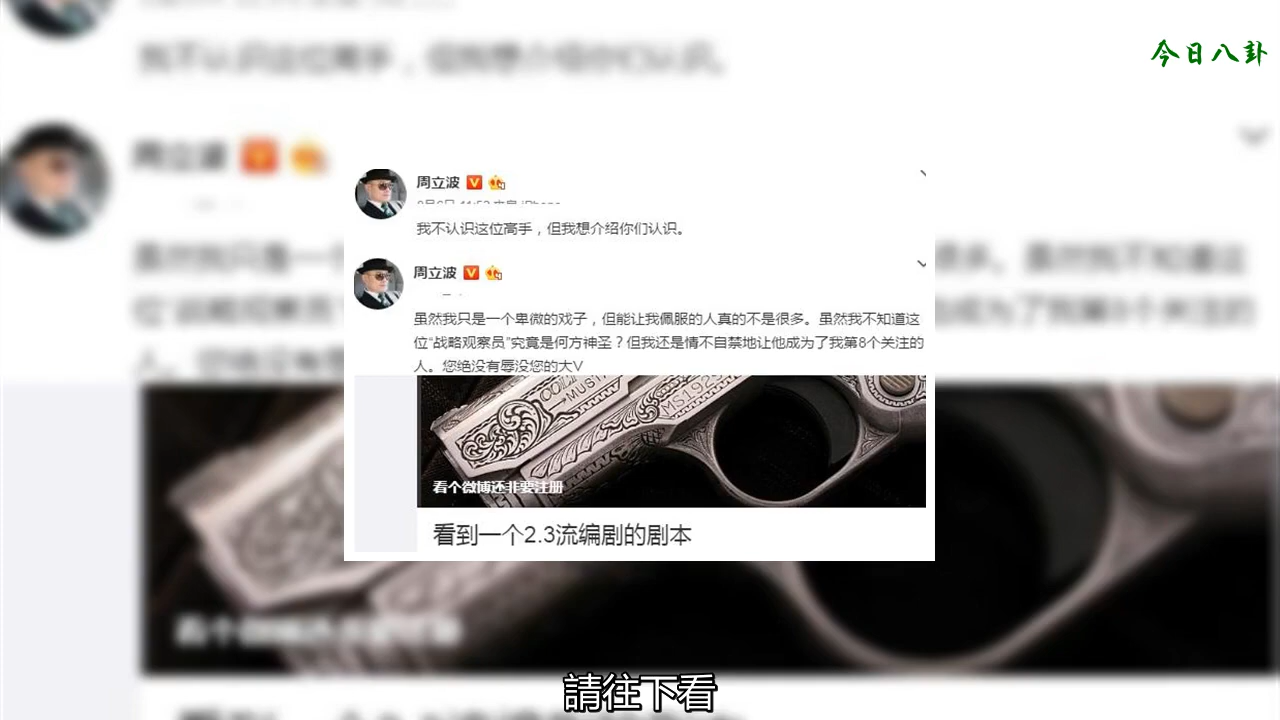 今日八卦
周立波
我不认识这位高手，但我想介绍你们认识。
周立波
虽然我只是一个卑微的戏子，但能让我佩服的人真的不是很多。虽然我不知道这
位“战略观察员”究竟是何方神圣？但我还是情不自禁地让他成为了我第8个关注的
人。您绝没有辱没您的大V
MUST
MS192
看个微博还非要注册
看到一个2.3流编剧的剧本
請往下看